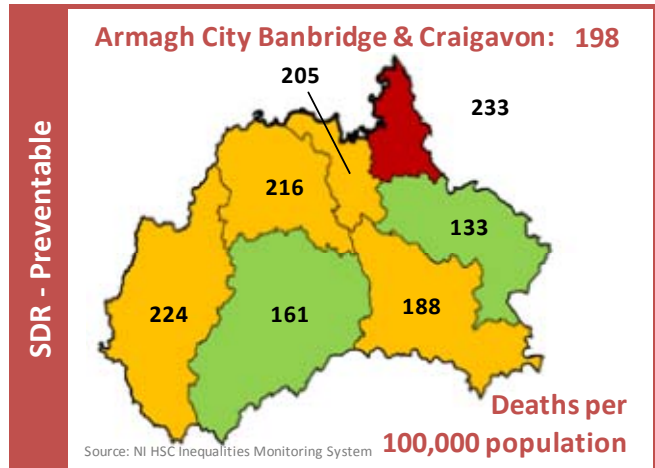 SDR - Preventable
Armagh City Banbridge & Craigavon: 198
205
233
216
133
224
161
188
Deaths per
100,000 population
Source: NI HSC Inequalities Monitoring System